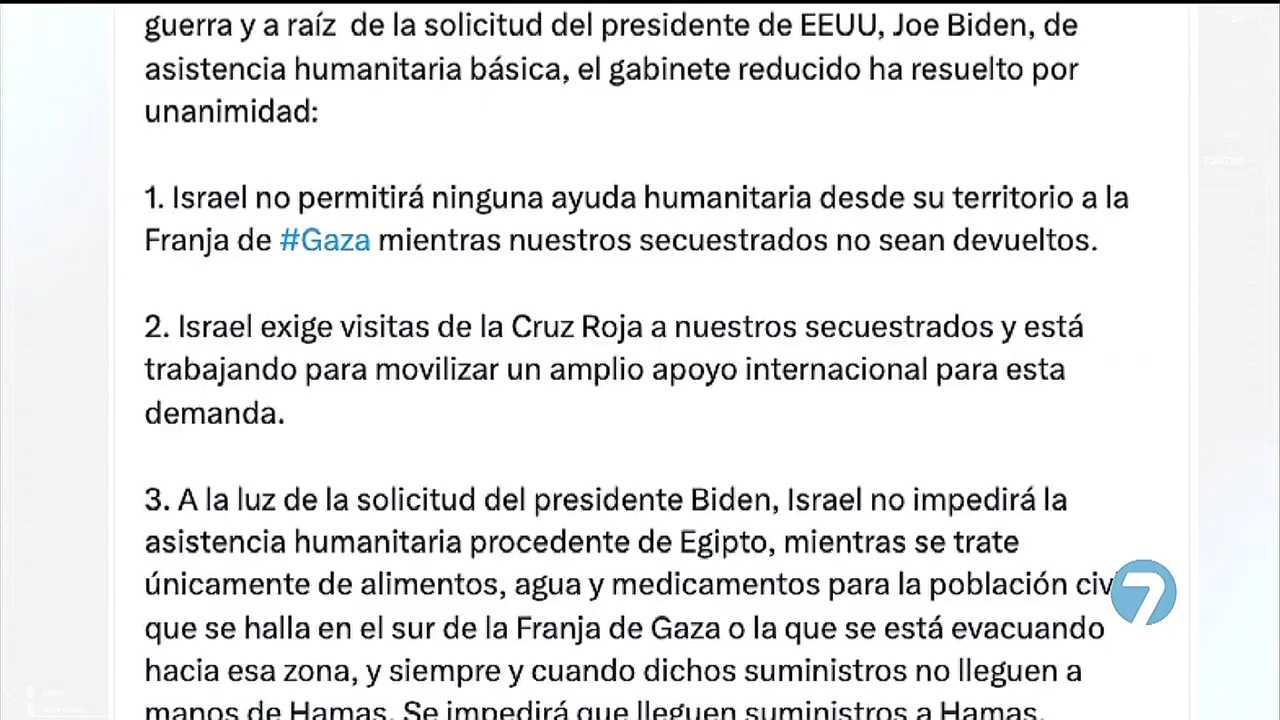 guerra y a raíz de la solicitud del presidente de EEUU, Joe Biden, de
asistencia humanitaria básica, el gabinete reducido ha resuelto por
unanimidad:
1. Israel no permitirá ninguna ayuda humanitaria desde su territorio a la
Franja de #Gaza mientras nuestros secuestrados no sean devueltos.
2. Israel exige visitas de la Cruz Roja a nuestros secuestrados y está
trabajando para movilizar un amplio apoyo internacional para esta
demanda.
3. A la luz de la solicitud del presidente Biden, Israel no impedirá la
asistencia humanitaria procedente de Egipto, mientras se trate
únicamente de alimentos, agua y medicamentos para la población civ
7
que se halla en el sur de la Franja de Gaza o la que se está evacuando
hacia esa zona, y siempre y cuando dichos suministros no lleguen a
manos de Hamas. Se impedirá que lleguen suministros a Hamas.